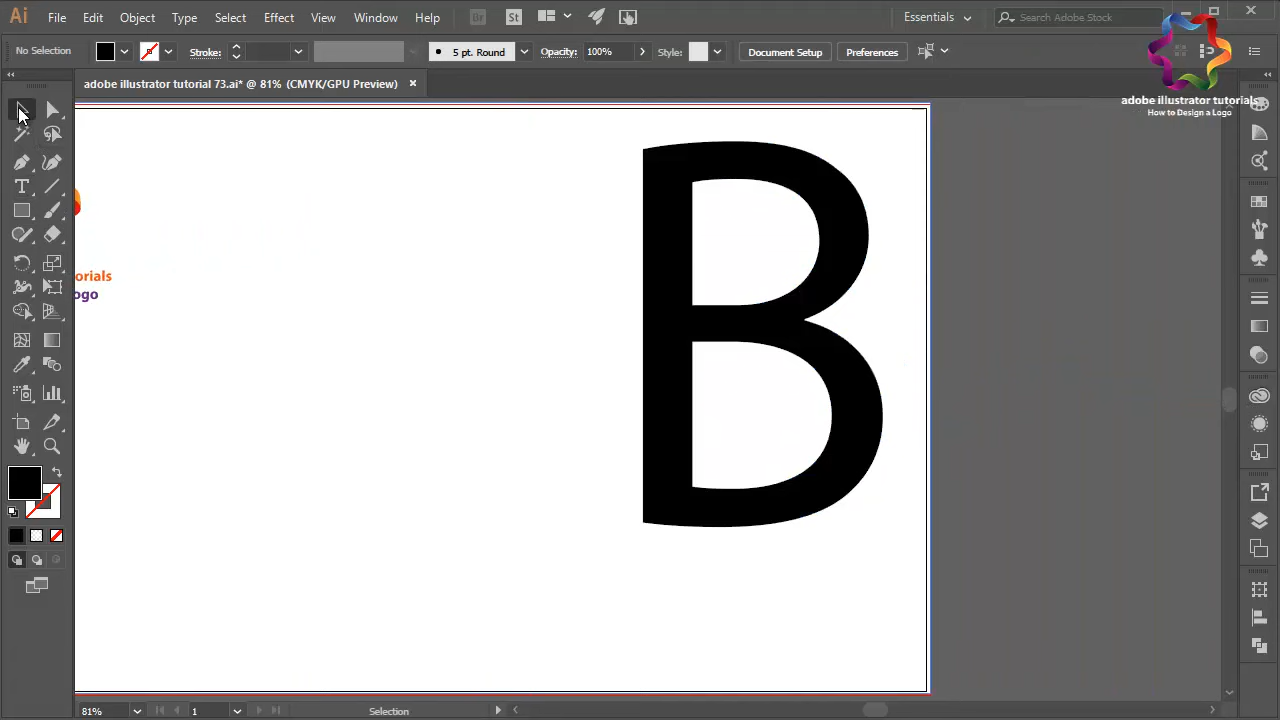 Ai File Edit Object Type Select Effect View Window Help Br St Essentials Search Adobe Stock
No Selection Stroke: 5 pt. Round Opacity: 100% Style: Document Setup Preferences
adobe illustrator tutorial 73.ai* @ 81% (CMYK/GPU Preview) ×
adobe illustrator tutorials
How to Design a Logo
B
orials
ogo
81% 1 Selection